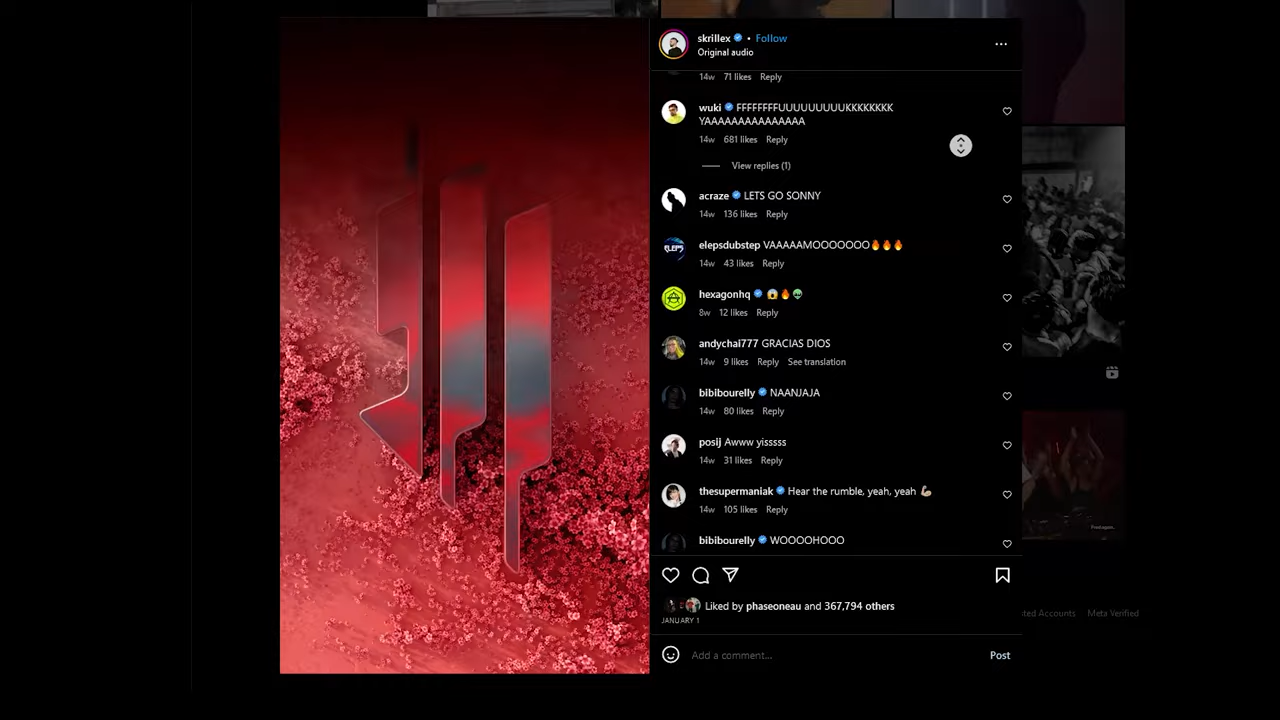 skrillex • Follow
Original audio
14w 71 likes Reply
wuki FFFFFFFFUUUUUUUUUKKKKKKKK
YAAAAAAAAAAAAAAA
14w 681 likes Reply
View replies (1)
acraze LETS GO SONNY
14w 136 likes Reply
elepsdubstep VAAAAAMOOOOOOO🔥🔥🔥
14w 43 likes Reply
hexagonhq 😱🔥👽
8w 12 likes Reply
andychai777 GRACIAS DIOS
14w 9 likes Reply See translation
bibibourelly NAANJAJA
14w 80 likes Reply
posij Awww yisssss
14w 31 likes Reply
thesupermaniak Hear the rumble, yeah, yeah 💪🏼
14w 105 likes Reply
bibibourelly WOOOOHOOO
Liked by phaseoneau and 367,794 others
JANUARY 1
Add a comment...
Post
Accounts Meta Verified